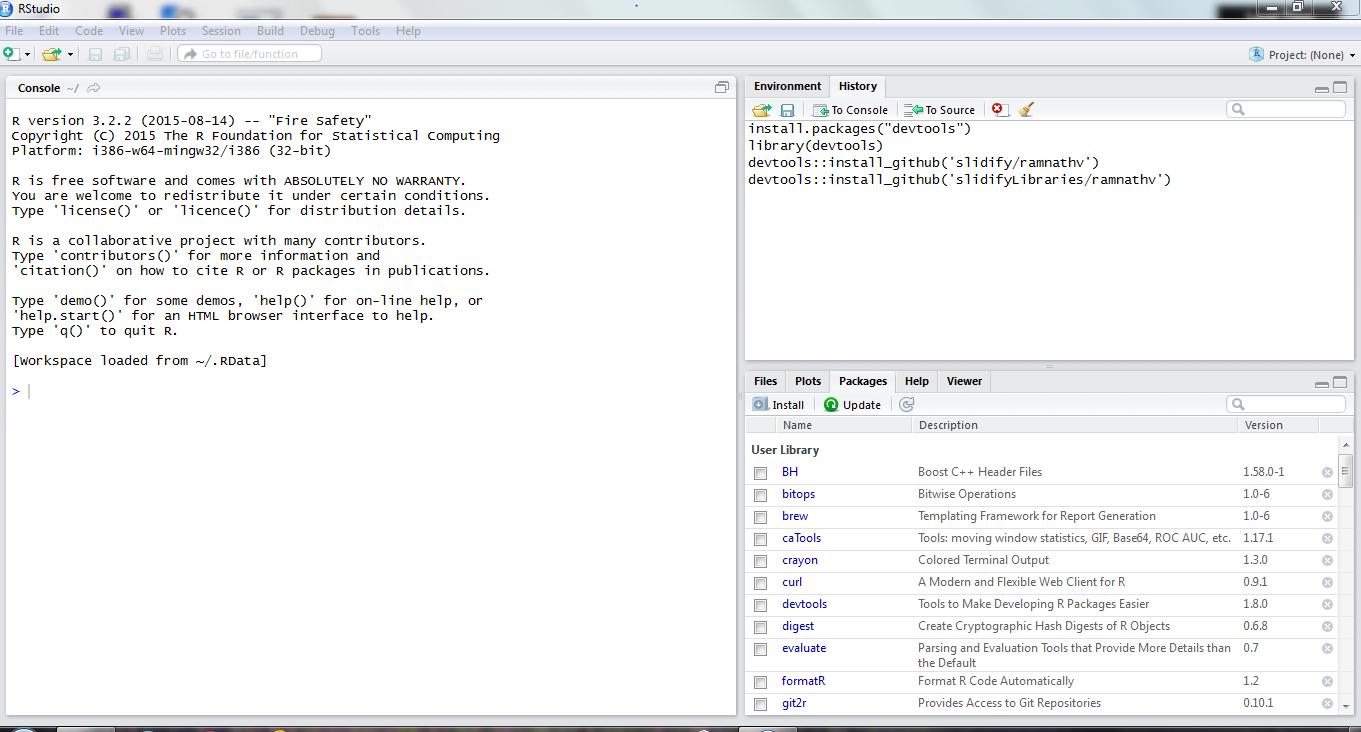 RStudio
File Edit Code View Plots Session Build Debug Tools Help
Go to file/function
Project: (None)
Console ~/
R version 3.2.2 (2015-08-14) -- "Fire Safety"
Copyright (C) 2015 The R Foundation for Statistical Computing
Platform: i386-w64-mingw32/i386 (32-bit)
R is free software and comes with ABSOLUTELY NO WARRANTY.
You are welcome to redistribute it under certain conditions.
Type 'license()' or 'licence()' for distribution details.
R is a collaborative project with many contributors.
Type 'contributors()' for more information and
'citation()' on how to cite R or R packages in publications.
Type 'demo()' for some demos, 'help()' for on-line help, or
'help.start()' for an HTML browser interface to help.
Type 'q()' to quit R.
[Workspace loaded from ~/.RData]
>
Environment History
To Console To Source
install.packages("devtools")
library(devtools)
devtools::install_github('slidify/ramnathv')
devtools::install_github('slidifyLibraries/ramnathv')
Files Plots Packages Help Viewer
Install Update
Name Description Version
User Library
BH Boost C++ Header Files 1.58.0-1
bitops Bitwise Operations 1.0-6
brew Templating Framework for Report Generation 1.0-6
caTools Tools: moving window statistics, GIF, Base64, ROC AUC, etc. 1.17.1
crayon Colored Terminal Output 1.3.0
curl A Modern and Flexible Web Client for R 0.9.1
devtools Tools to Make Developing R Packages Easier 1.8.0
digest Create Cryptographic Hash Digests of R Objects 0.6.8
evaluate Parsing and Evaluation Tools that Provide More Details than 0.7
the Default
formatR Format R Code Automatically 1.2
git2r Provides Access to Git Repositories 0.10.1